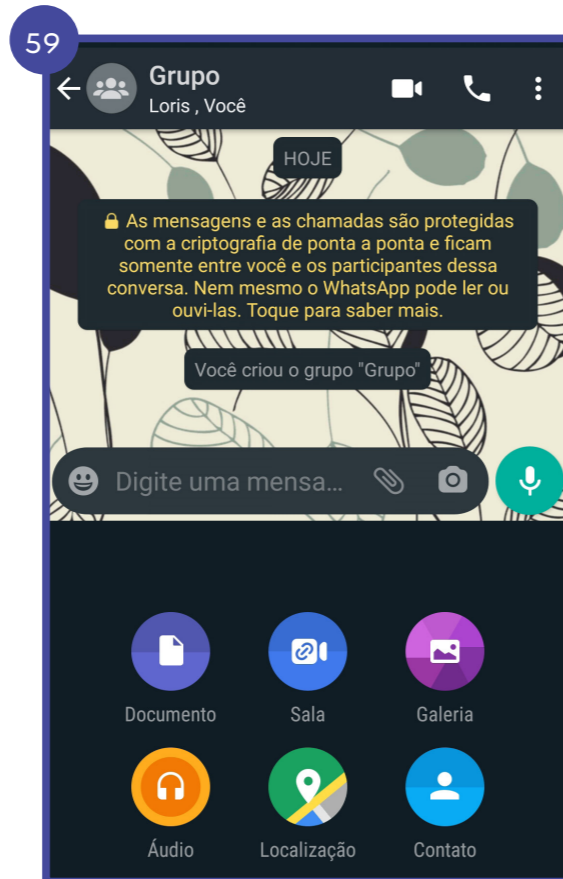 59
Grupo
Loris , Você
HOJE
As mensagens e as chamadas são protegidas
com a criptografia de ponta a ponta e ficam
somente entre você e os participantes dessa
conversa. Nem mesmo o WhatsApp pode ler ou
ouvi-las. Toque para saber mais.
Você criou o grupo "Grupo"
Digite uma mensa...
Documento
Sala
Galeria
Áudio
Localização
Contato